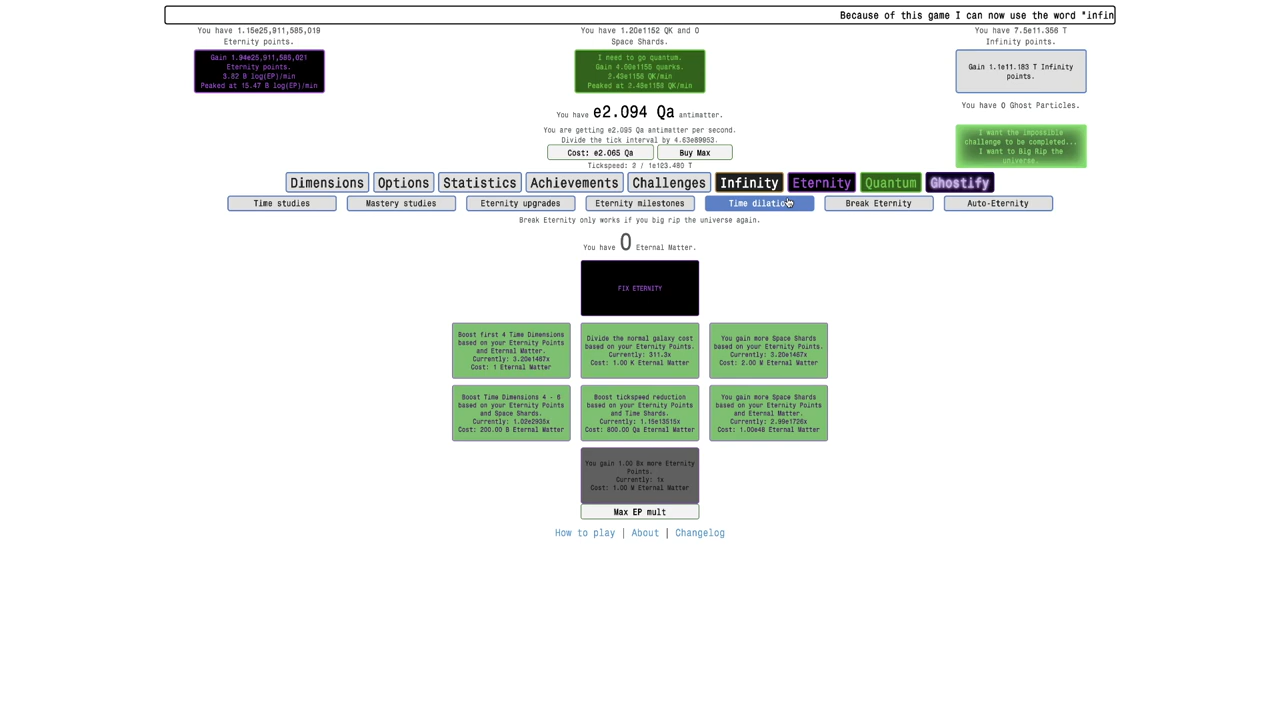 Because of this game I can now use the word "infin
You have 1.15e25,911,585,019
Eternity points.
Gain 1.94e25,911,585,021
Eternity points.
3.82 B log(EP)/min
Peaked at 15.47 B log(EP)/min
You have 1.20e1152 QK and 0
Space Shards.
I need to go quantum.
Gain 4.00e1155 quarks.
2.43e1156 QK/min
Peaked at 2.48e1156 QK/min
You have 7.5e11.356 T
Infinity points.
Gain 1.1e11.183 T Infinity
points.
You have 0 Ghost Particles.
I want the impossible
challenge to be completed...
I want to Big Rip the
universe.
You have e2.094 Qa antimatter.
You are getting e2.095 Qa antimatter per second.
Divide the tick interval by 4.63e89953.
Cost: e2.065 Qa
Buy Max
Tickspeed: 2 / 1e123.480 T
Dimensions
Options
Statistics
Achievements
Challenges
Infinity
Eternity
Quantum
Ghostify
Time studies
Mastery studies
Eternity upgrades
Eternity milestones
Time dilation
Break Eternity
Auto-Eternity
Break Eternity only works if you big rip the universe again.
You have 0 Eternal Matter.
FIX ETERNITY
Boost first 4 Time Dimensions
based on your Eternity Points
and Eternal Matter.
Currently: 3.20e1467x
Cost: 1 Eternal Matter
Divide the normal galaxy cost
based on your Eternity Points.
Currently: 311.3x
Cost: 1.00 K Eternal Matter
You gain more Space Shards
based on your Eternity Points.
Currently: 3.20e1467x
Cost: 2.00 M Eternal Matter
Boost Time Dimensions 4 - 6
based on your Eternity Points
and Space Shards.
Currently: 1.02e2935x
Cost: 200.00 B Eternal Matter
Boost tickspeed reduction
based on your Eternity Points
and Time Shards.
Currently: 1.15e13515x
Cost: 800.00 Qa Eternal Matter
You gain more Space Shards
based on your Eternity Points
and Eternal Matter.
Currently: 2.99e1726x
Cost: 1.00e48 Eternal Matter
You gain 1.00 Bx more Eternity
Points.
Currently: 1x
Cost: 1.00 M Eternal Matter
Max EP mult
How to play | About | Changelog